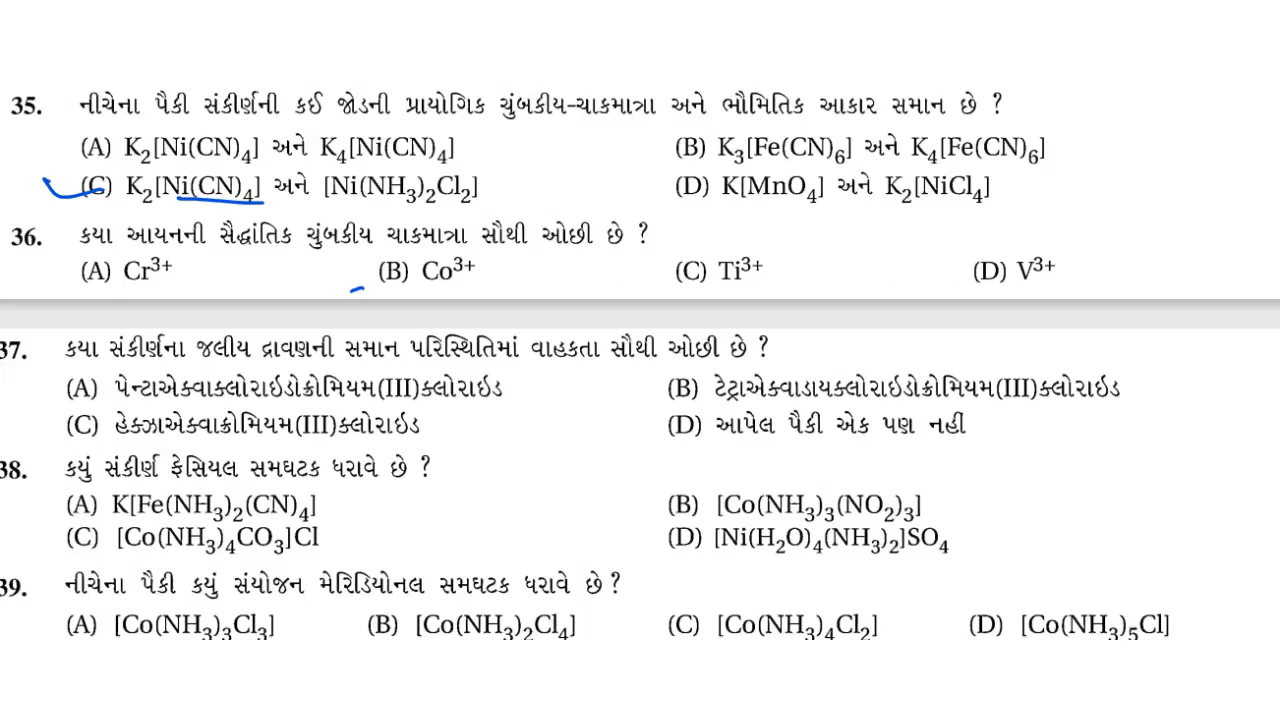 35. નીચેના પૈકી સંકીર્ણની કઈ જોડની પ્રાયોગિક ચુંબકીય-ચાકમાત્રા અને ભૌમિતિક આકાર સમાન છે ?
(A) K₂[Ni(CN)₄] અને K₄[Ni(CN)₄] (B) K₃[Fe(CN)₆] અને K₄[Fe(CN)₆]
(C) K₂[Ni(CN)₄] અને [Ni(NH₃)₂Cl₂] (D) K[MnO₄] અને K₂[NiCl₄]
36. કયા આયનની સૈદ્ધાંતિક ચુંબકીય ચાકમાત્રા સૌથી ઓછી છે ?
(A) Cr³⁺ (B) Co³⁺ (C) Ti³⁺ (D) V³⁺
37. કયા સંકીર્ણના જલીય દ્રાવણની સમાન પરિસ્થિતિમાં વાહકતા સૌથી ઓછી છે ?
(A) પેન્ટાએક્વાક્લોરાઇડોક્રોમિયમ(III)ક્લોરાઇડ (B) ટેટ્રાએક્વાડાયક્લોરાઇડોક્રોમિયમ(III)ક્લોરાઇડ
(C) હેક્ઝાએક્વાક્રોમિયમ(III)ક્લોરાઇડ (D) આપેલ પૈકી એક પણ નહીં
38. કયું સંકીર્ણ ફેસિયલ સમઘટક ધરાવે છે ?
(A) K[Fe(NH₃)₂(CN)₄] (B) [Co(NH₃)₃(NO₂)₃]
(C) [Co(NH₃)₄CO₃]Cl (D) [Ni(H₂O)₄(NH₃)₂]SO₄
39. નીચેના પૈકી કયું સંયોજન મેરિડિયોનલ સમઘટક ધરાવે છે ?
(A) [Co(NH₃)₃Cl₃] (B) [Co(NH₃)₂Cl₄] (C) [Co(NH₃)₄Cl₂] (D) [Co(NH₃)₅Cl]